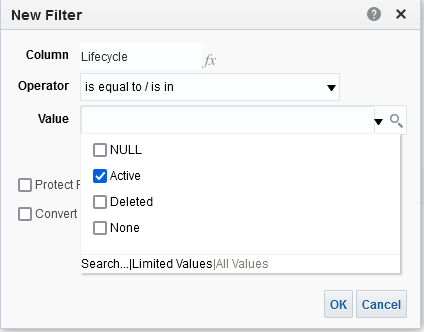 New Filter
Column Lifecycle fx
Operator is equal to / is in
Value
NULL
Active
Protect
Deleted
Convert
None
Search...|Limited Values|All Values
OK Cancel